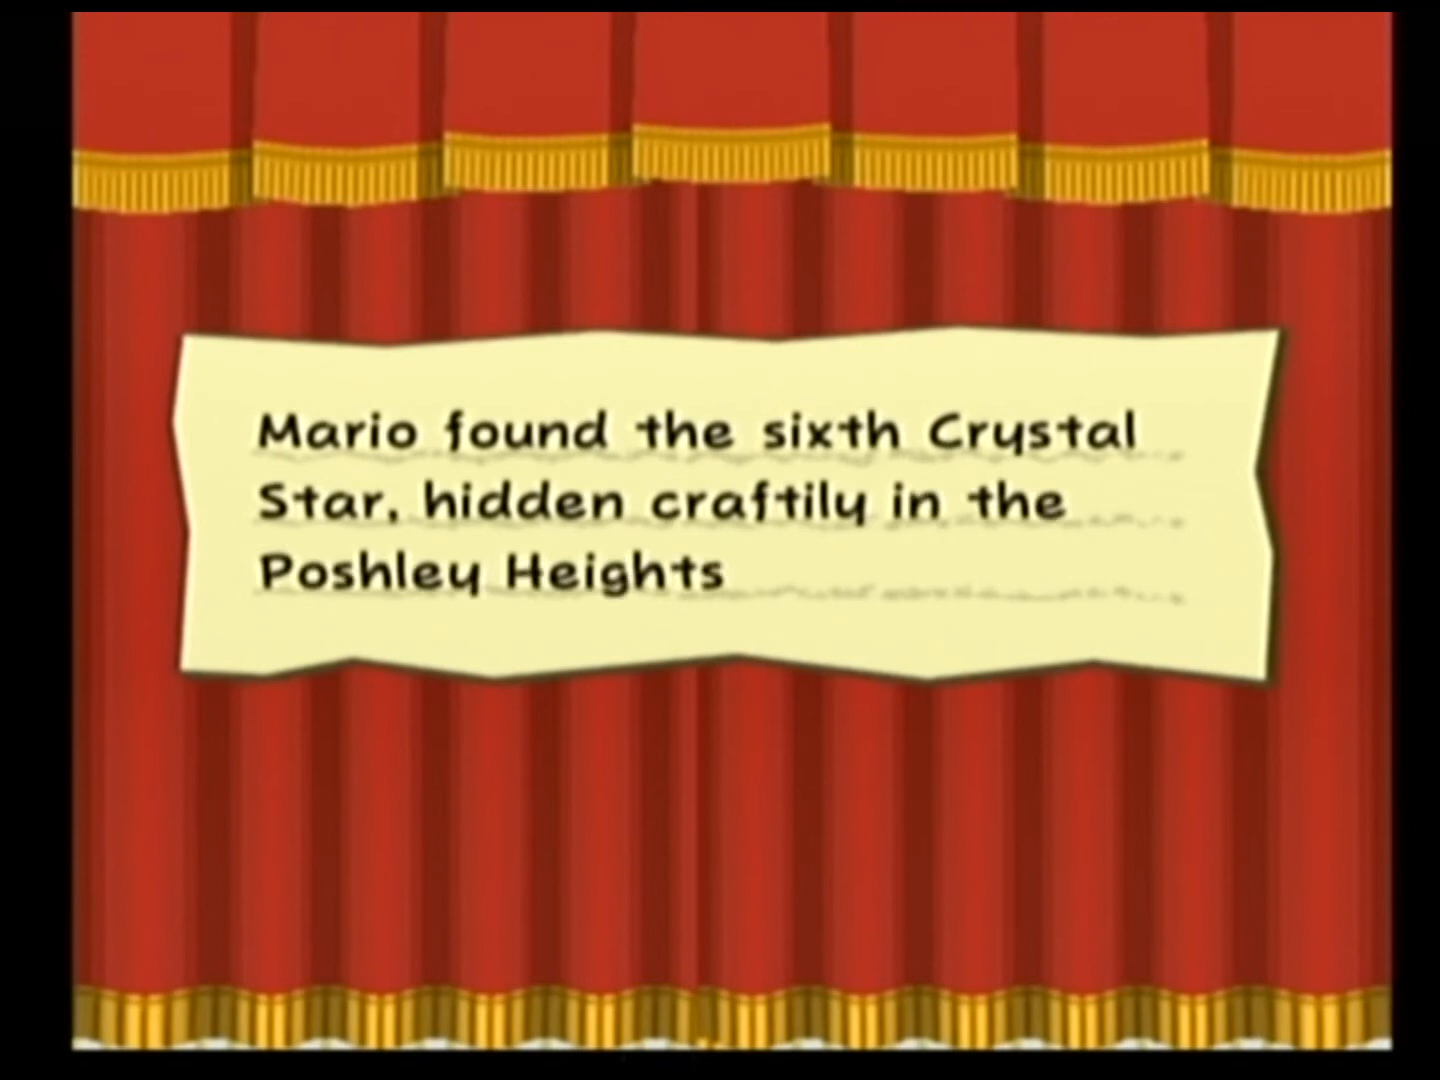 Mario found the sixth Crystal
Star, hidden craftily in the
Poshley Heights